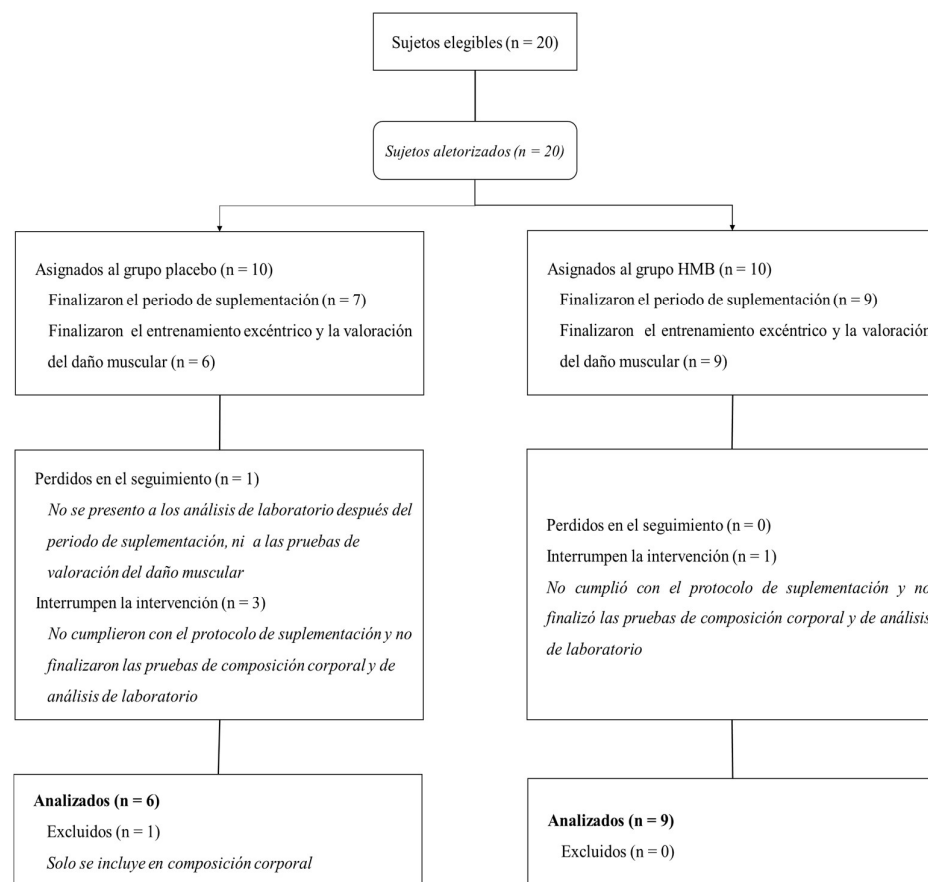 Sujetos elegibles (n = 20)
Sujetos aletorizados (n = 20)
Asignados al grupo placebo (n = 10)
Finalizaron el periodo de suplementación (n = 7)
Finalizaron el entrenamiento excéntrico y la valoración
del daño muscular (n = 6)
Asignados al grupo HMB (n = 10)
Finalizaron el periodo de suplementación (n = 9)
Finalizaron el entrenamiento excéntrico y la valoración
del daño muscular (n = 9)
Perdidos en el seguimiento (n = 1)
No se presento a los análisis de laboratorio después del
periodo de suplementación, ni a las pruebas de
valoración del daño muscular
Interrumpen la intervención (n = 3)
No cumplieron con el protocolo de suplementación y no
finalizaron las pruebas de composición corporal y de
análisis de laboratorio
Perdidos en el seguimiento (n = 0)
Interrumpen la intervención (n = 1)
No cumplió con el protocolo de suplementación y no
finalizó las pruebas de composición corporal y de análisis
de laboratorio
Analizados (n = 6)
Excluidos (n = 1)
Solo se incluye en composición corporal
Analizados (n = 9)
Excluidos (n = 0)